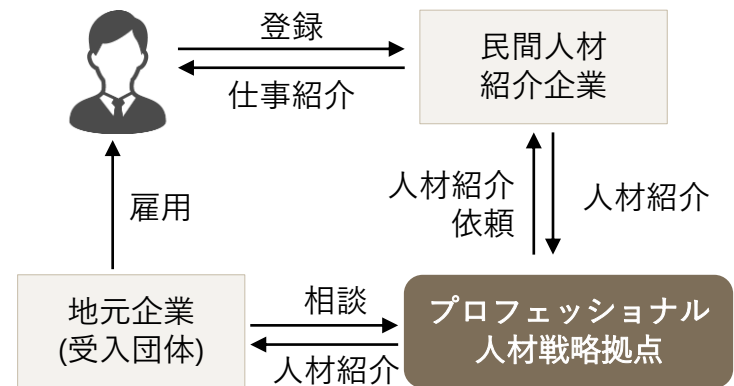 登録
民間人材
紹介企業
仕事紹介
人材紹介
依頼
人材紹介
雇用
地元企業
(受入団体)
相談
人材紹介
プロフェッショナル
人材戦略拠点